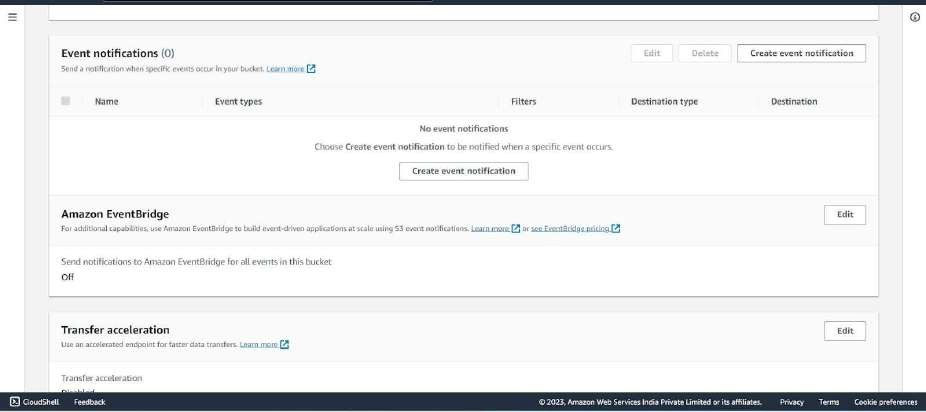 Event notifications (0)
Edit
Delete
Create event notification
Send a notification when specific events occur in your bucket. Learn more
Name
Event types
Filters
Destination type
Destination
No event notifications
Choose Create event notification to be notified when a specific event occurs.
Create event notification
Amazon EventBridge
Edit
For additional capabilities, use Amazon EventBridge to build event-driven applications at scale using S3 event notifications. Learn more or see EventBridge pricing
Send notifications to Amazon EventBridge for all events in this bucket
Off
Transfer acceleration
Edit
Use an accelerated endpoint for faster data transfers. Learn more
Transfer acceleration
Disabled
CloudShell
Feedback
© 2023, Amazon Web Services India Private Limited or its affiliates.
Privacy
Terms
Cookie preferences